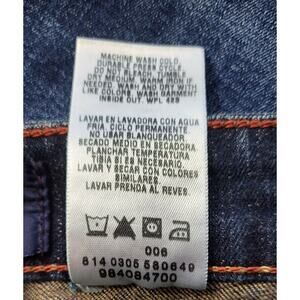 MACHINE WASH COLD,
DURABLE PRESS CYCLE.
DO NOT BLEACH. TUMBLE
DRY MEDIUM. WARM IRON IF
NEEDED. WASH AND DRY WITH
LIKE COLORS. WASH GARMENT
INSIDE OUT. WPL 423
LAVAR EN LAVADORA CON AGUA
FRÍA. CICLO PERMANENTE.
NO USAR BLANQUEADOR.
SECADO MEDIO EN SECADORA.
PLANCHAR TEMPERATURA
TIBIA SI ES NECESARIO.
LAVAR Y SECAR CON COLORES
SIMILARES.
LAVAR PRENDA AL REVES.
006
814 0305 580649
984084700